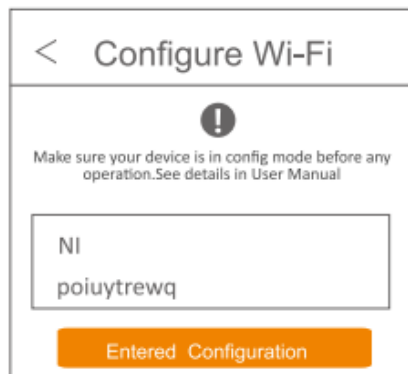 < Configure Wi-Fi
!
Make sure your device is in config mode before any
operation.See details in User Manual
NI
poiuytrewq
Entered Configuration